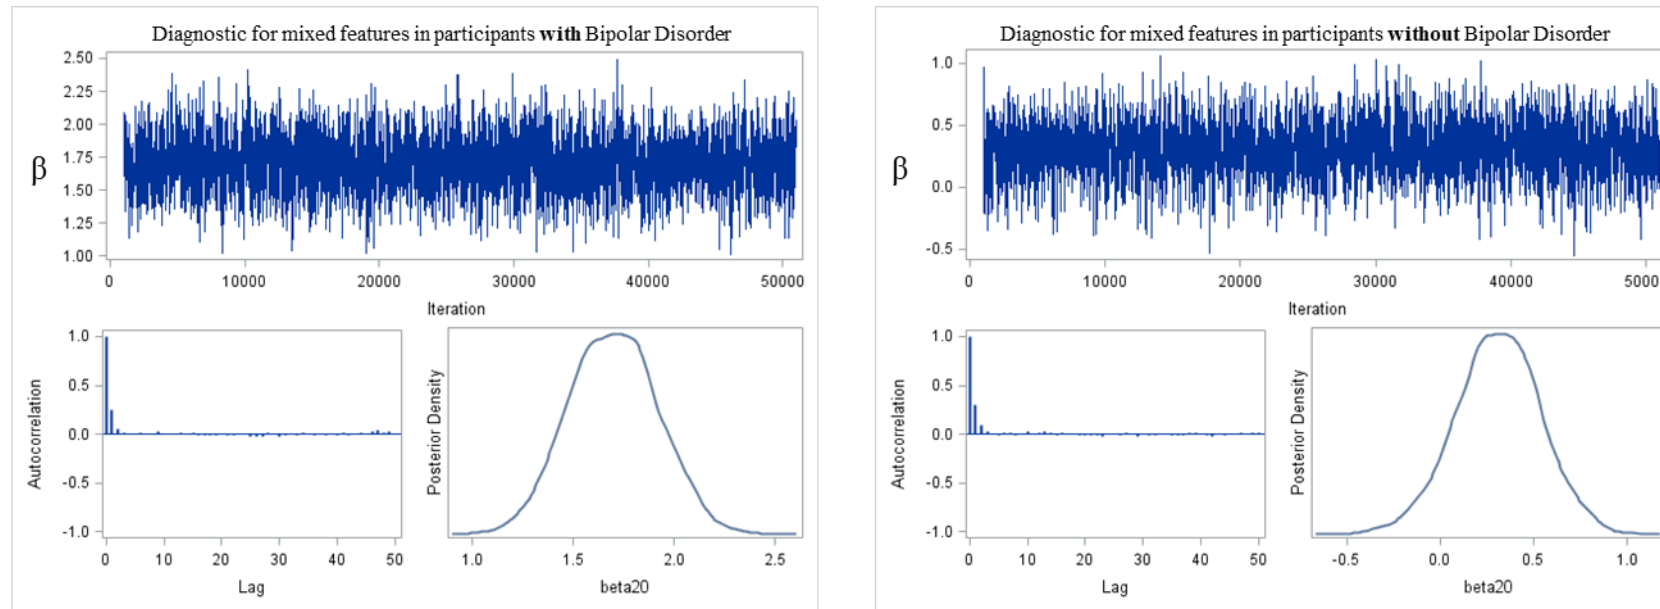 Diagnostic for mixed features in participants with Bipolar Disorder
2.50
2.25
2.00
1.75
1.50
1.25
1.00
β
0 10000 20000 30000 40000 50000
Iteration
1.0
0.5
0.0
-0.5
-1.0
Autocorrelation
0 10 20 30 40 50
Lag
Posterior Density
1.0 1.5 2.0 2.5
beta20
Diagnostic for mixed features in participants without Bipolar Disorder
1.0
0.5
0.0
-0.5
β
0 10000 20000 30000 40000 5000
Iteration
1.0
0.5
0.0
-0.5
-1.0
Autocorrelation
0 10 20 30 40 50
Lag
Posterior Density
-0.5 0.0 0.5 1.0
beta20